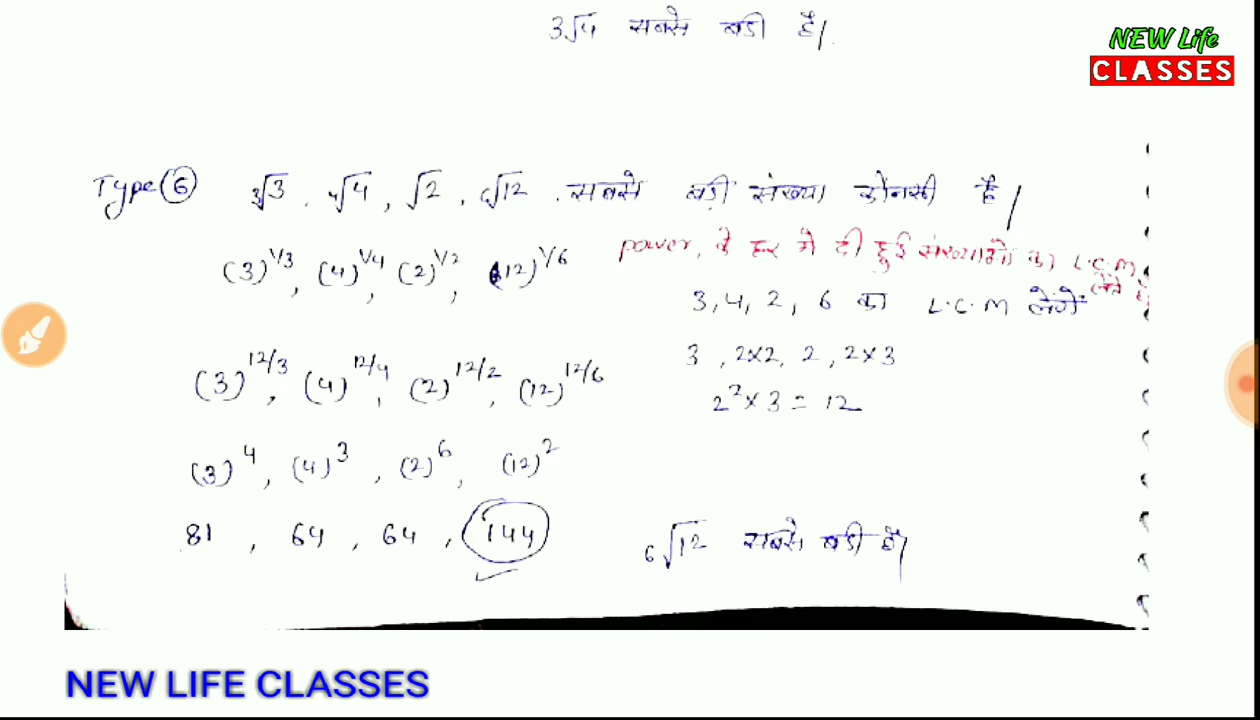 3√4 सबसे बडी है।
NEW Life
CLASSES
Type (6) ∛3, ∜4, √2, ⁶√12. सबसे बड़ी संख्या कौनसी है।
(3)^1/3, (4)^1/4, (2)^1/2, (12)^1/6
power, के हर मे दी हुई संख्याओ का L.C.M लेते है
3, 4, 2, 6 का L.C.M लेंगे
(3)^12/3, (4)^12/4, (2)^12/2, (12)^12/6
3, 2×2, 2, 2×3
2²×3 = 12
(3)^4, (4)^3, (2)^6, (12)^2
81, 64, 64, 144
6√12 सबसे बडी है।
NEW LIFE CLASSES